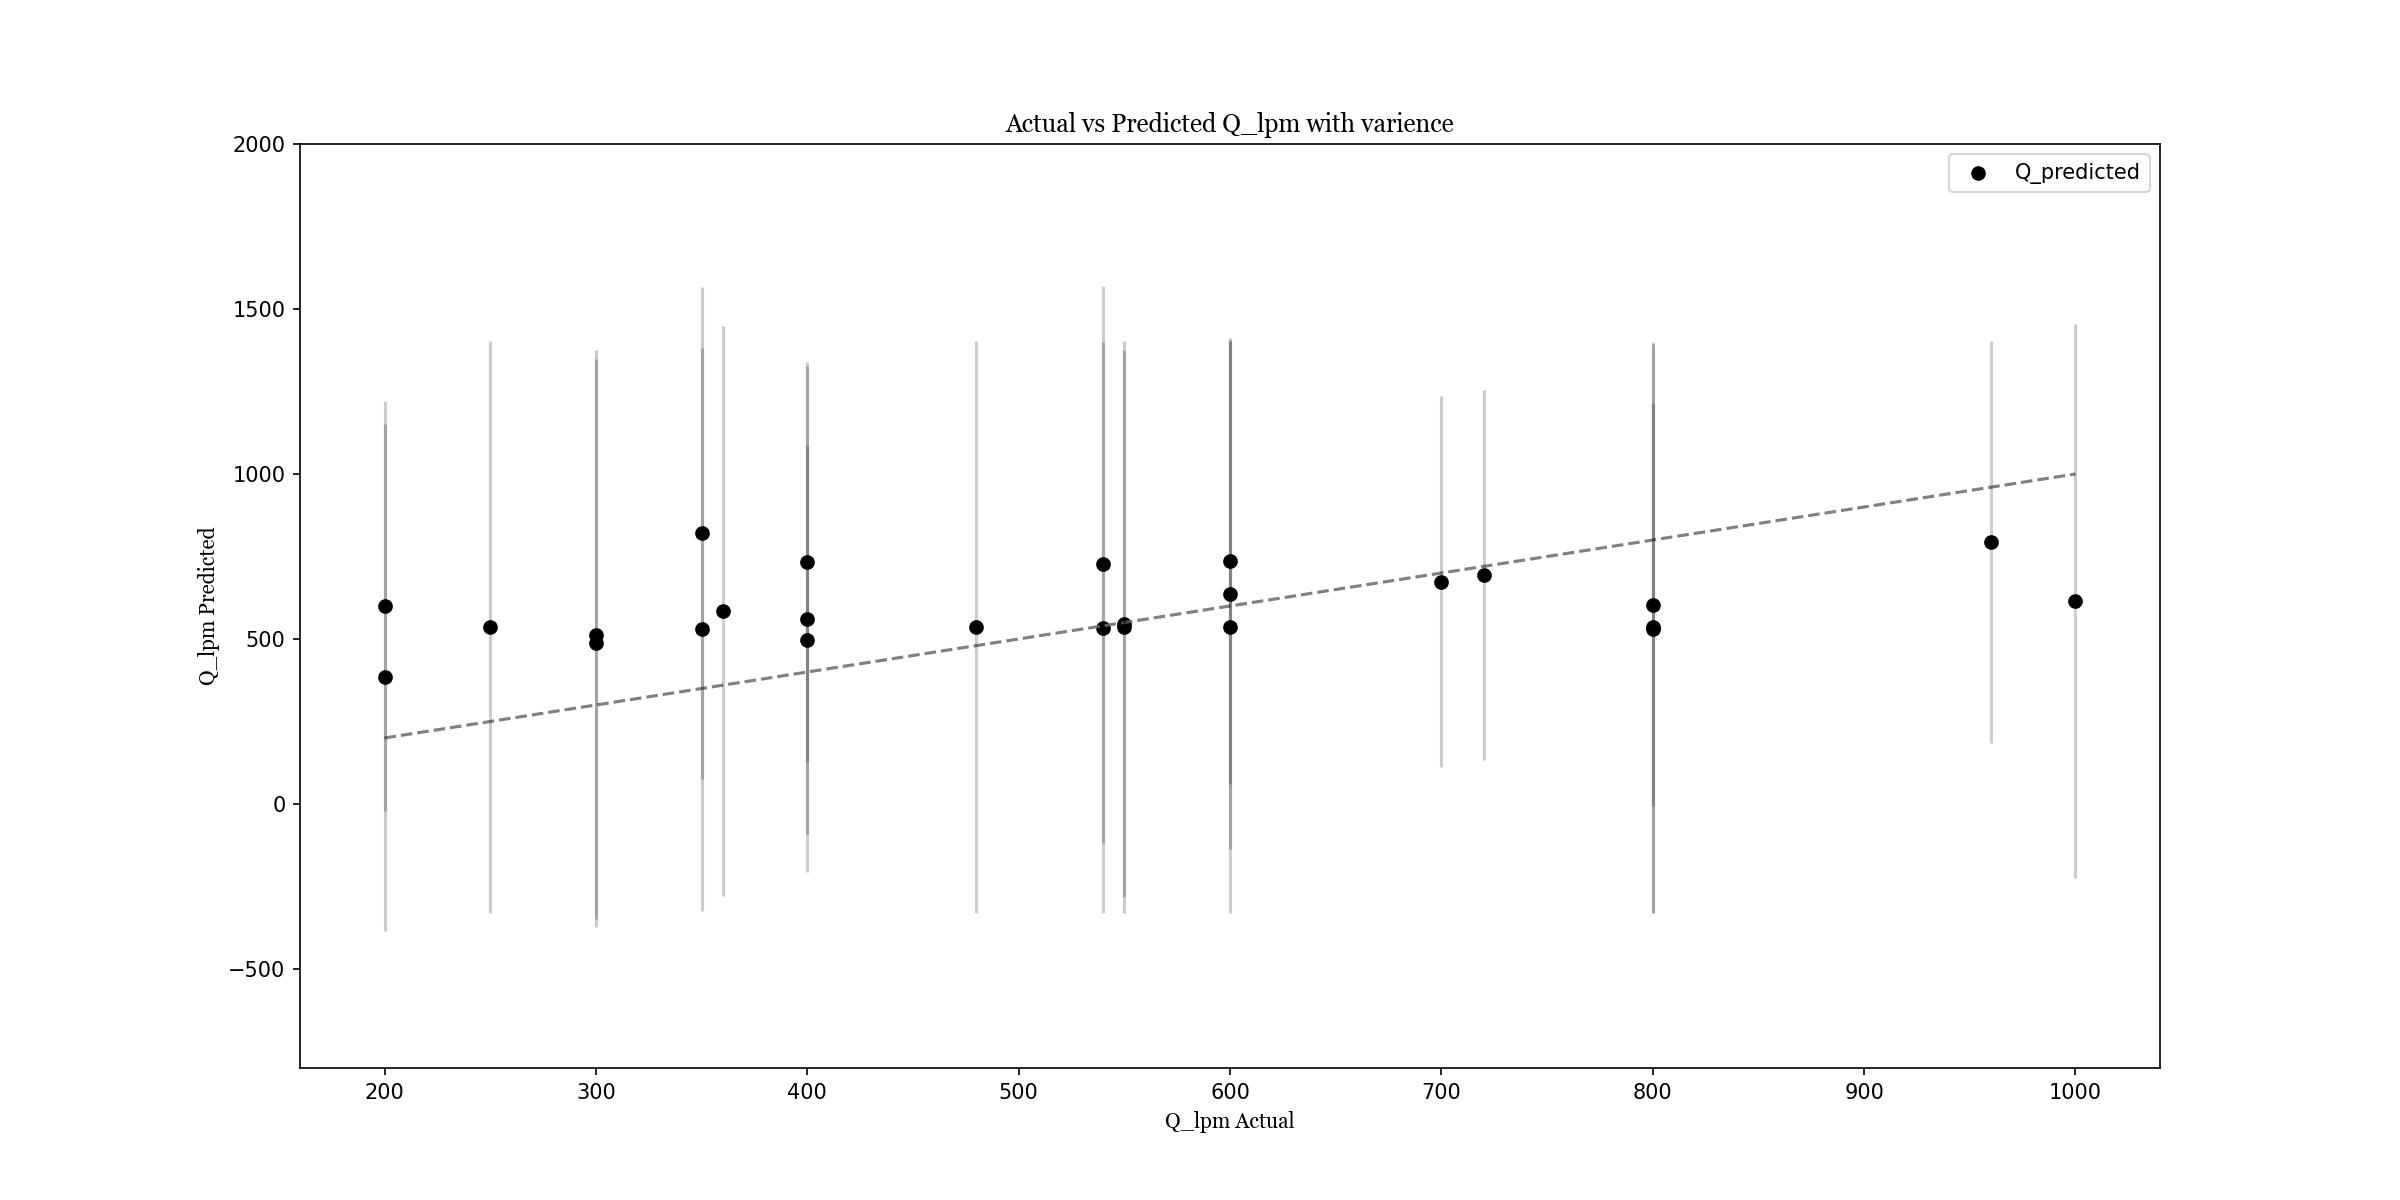 Actual vs Predicted Q_lpm with varience
Q_predicted
Q_lpm Predicted
2000
1500
1000
500
0
−500
200 300 400 500 600 700 800 900 1000
Q_lpm Actual